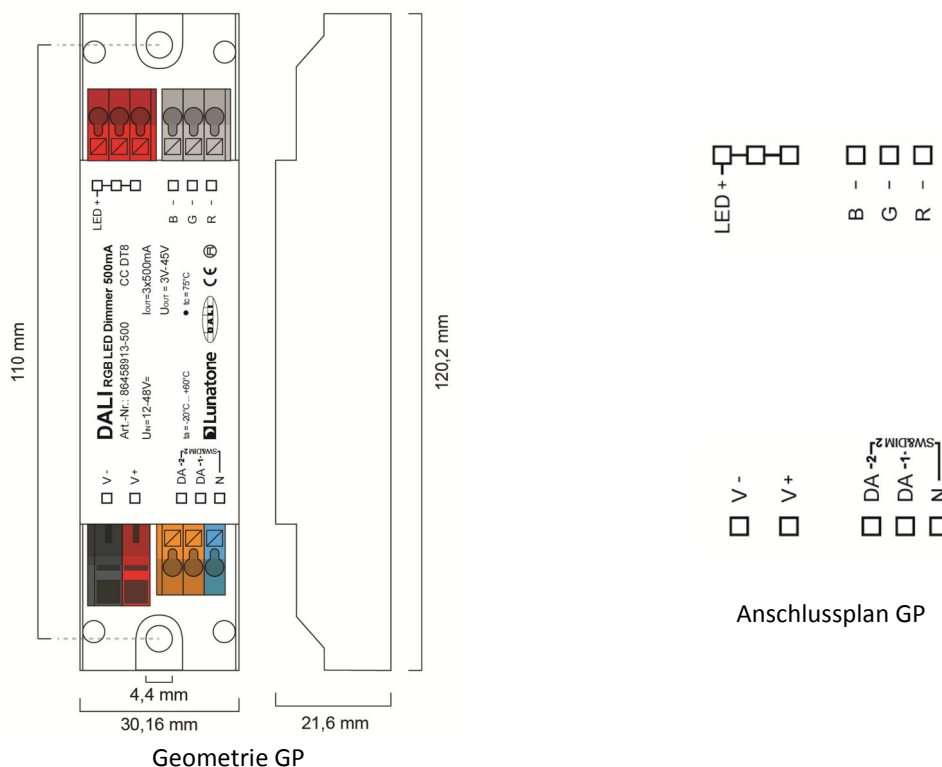 LED +
B -
G -
R -
DALI RGB LED Dimmer 500mA
Art.-Nr.: 86458913-500 CC DT8
IOUT=3x500mA
UIN=12-48V= UOUT = 3V-45V
ta = -20°C ... +60°C • tc = 75°C
Lunatone DALI CE
V -
V +
DA -2-
DA -1-
N
SW&DIM 2
110 mm
120,2 mm
4,4 mm
30,16 mm
21,6 mm
Geometrie GP
LED +
B -
G -
R -
V -
V +
DA -2-
DA -1-
N
SW&DIM 2
Anschlussplan GP